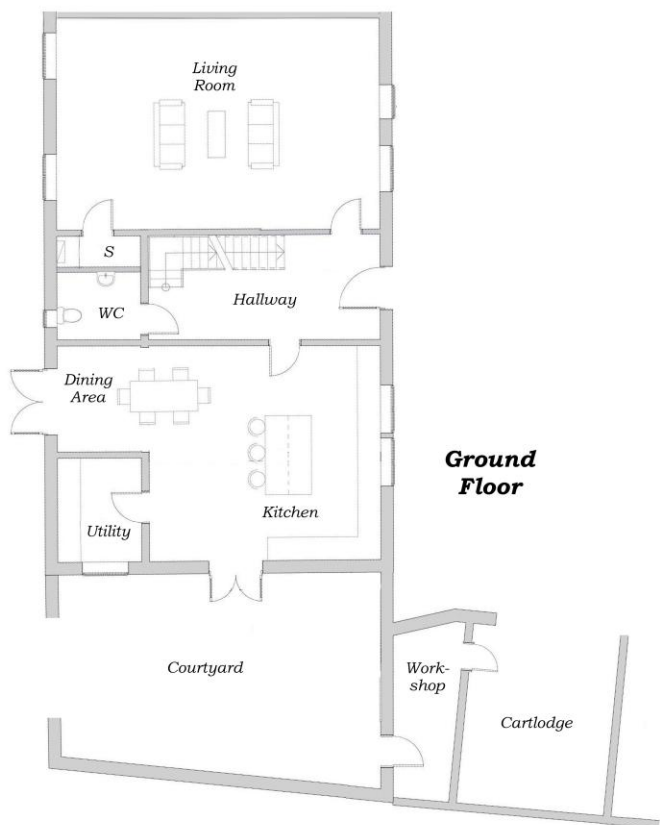 Living
Room
S
WC
Hallway
Dining
Area
Ground
Floor
Kitchen
Utility
Courtyard
Work-
shop
Cartlodge